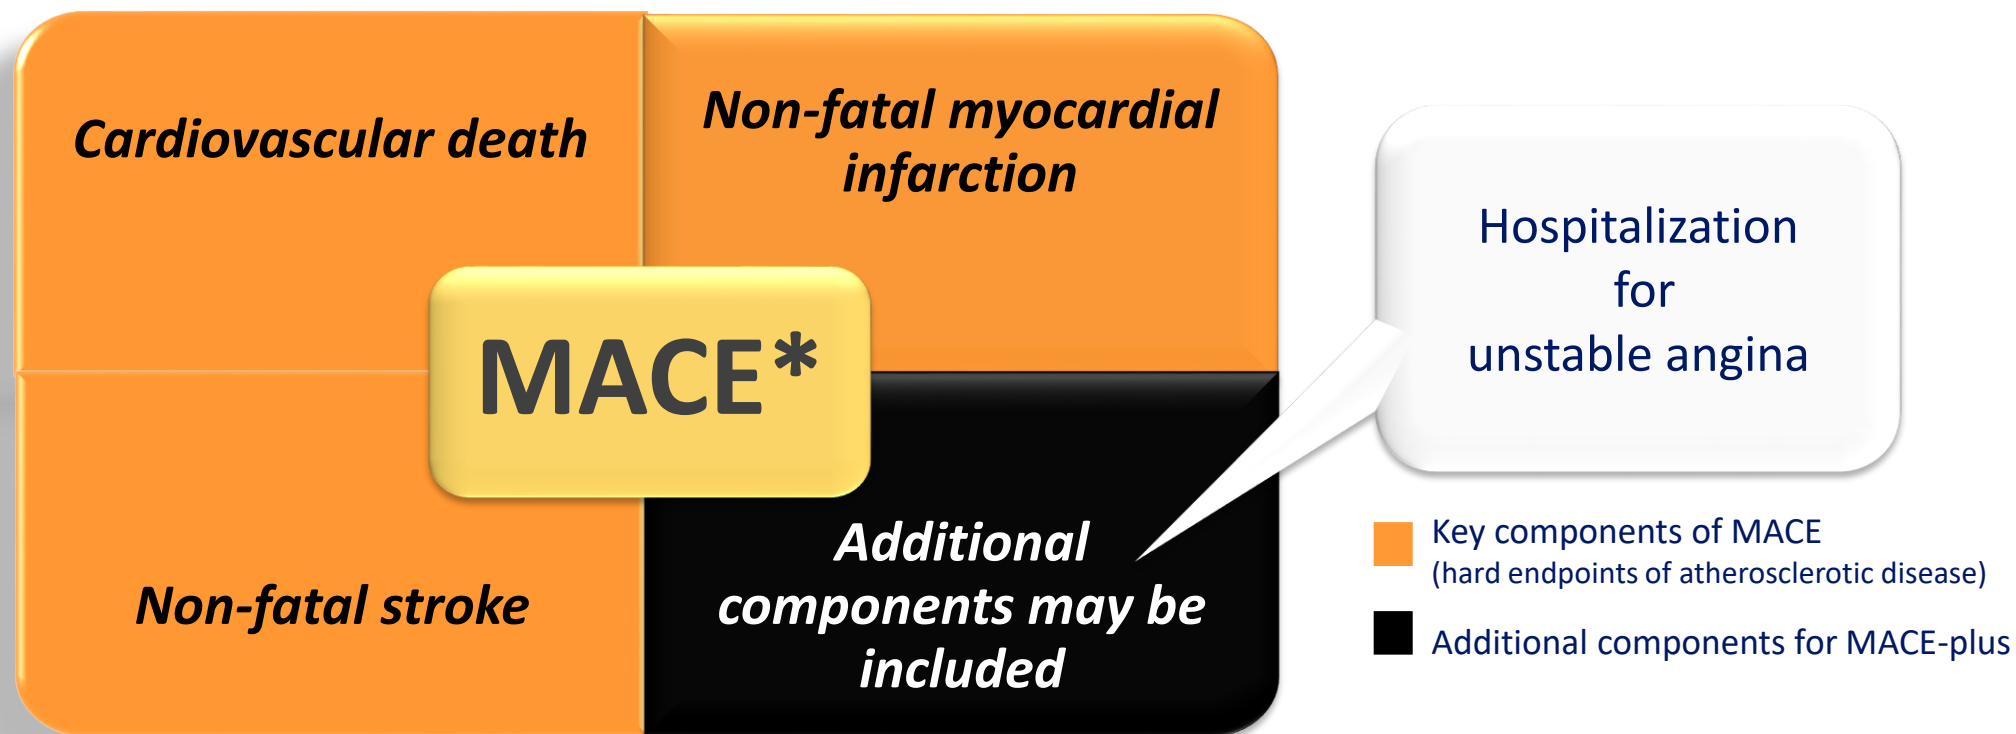 Cardiovascular death
Non-fatal myocardial
infarction
MACE*
Non-fatal stroke
Additional
components may be
included
Hospitalization
for
unstable angina
Key components of MACE
(hard endpoints of atherosclerotic disease)
Additional components for MACE-plus